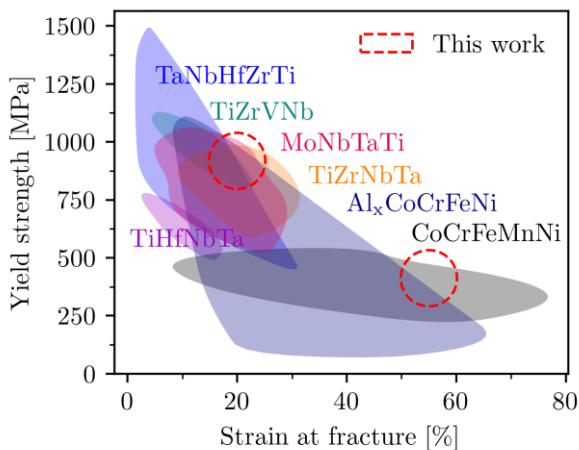 1500
1250
1000
750
500
250
0
Yield strength [MPa]
This work
TaNbHfZrTi
TiZrVNb
MoNbTaTi
TiZrNbTa
AlₓCoCrFeNi
CoCrFeMnNi
TiHfNbTa
0 20 40 60 80
Strain at fracture [%]